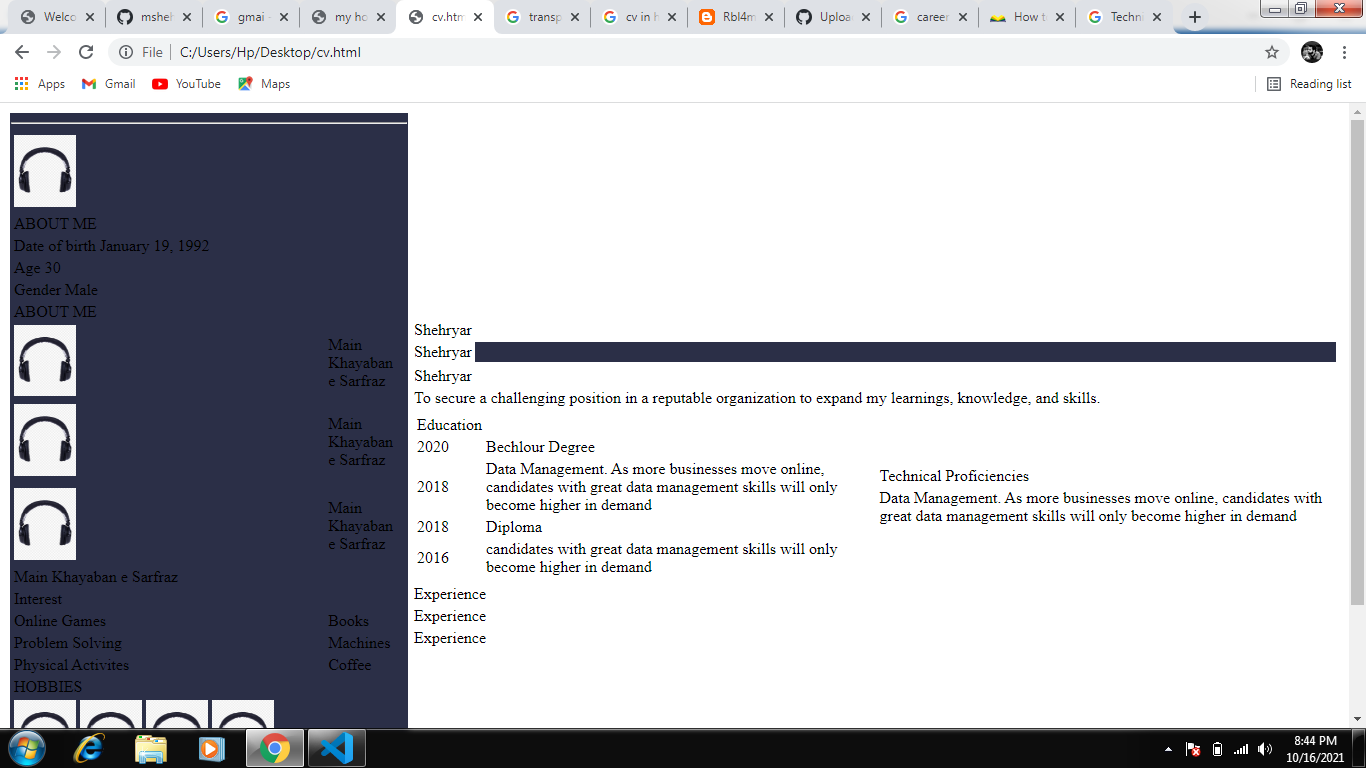 Welco
msheh
gmai -
my ho
cv.htm
transp
cv in h
Rbl4m
Uploa
career
How t
Techn
File
C:/Users/Hp/Desktop/cv.html
Apps
Gmail
YouTube
Maps
Reading list
ABOUT ME
Date of birth January 19, 1992
Age 30
Gender Male
ABOUT ME
Main
Khayaban
e Sarfraz
Main
Khayaban
e Sarfraz
Main
Khayaban
e Sarfraz
Main Khayaban e Sarfraz
Interest
Online Games Books
Problem Solving Machines
Physical Activites Coffee
HOBBIES
Shehryar
Shehryar
Shehryar
To secure a challenging position in a reputable organization to expand my learnings, knowledge, and skills.
Education
2020 Bechlour Degree
2018 Data Management. As more businesses move online,
candidates with great data management skills will only
become higher in demand
2018 Diploma
2016 candidates with great data management skills will only
become higher in demand
Technical Proficiencies
Data Management. As more businesses move online, candidates with
great data management skills will only become higher in demand
Experience
Experience
Experience
8:44 PM
10/16/2021